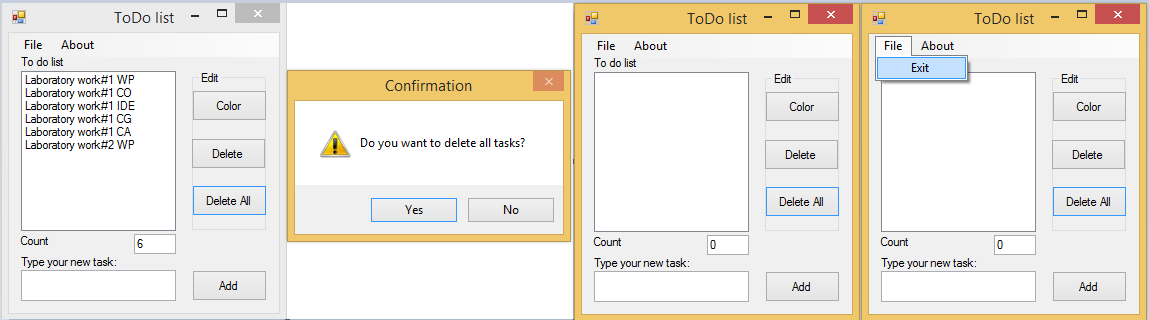 ToDo list
File About
To do list
Laboratory work#1 WP
Laboratory work#1 CO
Laboratory work#1 IDE
Laboratory work#1 CG
Laboratory work#1 CA
Laboratory work#2 WP
Edit
Color
Delete
Delete All
Count 6
Type your new task:
Add
Confirmation
Do you want to delete all tasks?
Yes No
ToDo list
File About
To do list
Edit
Color
Delete
Delete All
Count 0
Type your new task:
Add
ToDo list
File About
Exit
Edit
Color
Delete
Delete All
Count 0
Type your new task:
Add